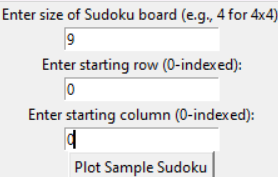 Enter size of Sudoku board (e.g., 4 for 4x4)
9
Enter starting row (0-indexed):
0
Enter starting column (0-indexed):
0
Plot Sample Sudoku